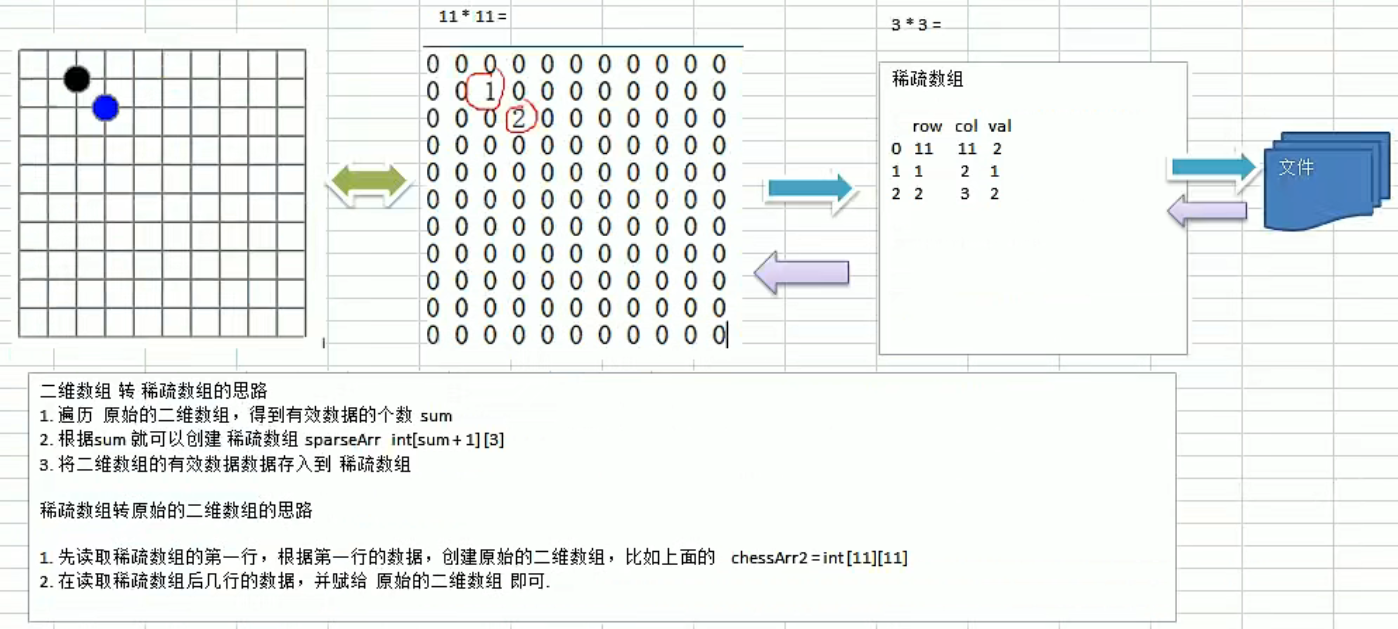 11 * 11 =
0 0 0 0 0 0 0 0 0 0 0
0 0 1 0 0 0 0 0 0 0 0
0 0 0 2 0 0 0 0 0 0 0
0 0 0 0 0 0 0 0 0 0 0
0 0 0 0 0 0 0 0 0 0 0
0 0 0 0 0 0 0 0 0 0 0
0 0 0 0 0 0 0 0 0 0 0
0 0 0 0 0 0 0 0 0 0 0
0 0 0 0 0 0 0 0 0 0 0
0 0 0 0 0 0 0 0 0 0 0
0 0 0 0 0 0 0 0 0 0 0
3 * 3 =
稀疏数组
row col val
0 11 11 2
1 1 2 1
2 2 3 2
文件
二维数组 转 稀疏数组的思路
1. 遍历 原始的二维数组，得到有效数据的个数 sum
2. 根据sum 就可以创建 稀疏数组 sparseArr int[sum + 1] [3]
3. 将二维数组的有效数据数据存入到 稀疏数组
稀疏数组转原始的二维数组的思路
1. 先读取稀疏数组的第一行，根据第一行的数据，创建原始的二维数组，比如上面的 chessArr2 = int [11][11]
2. 在读取稀疏数组后几行的数据，并赋给 原始的二维数组 即可.